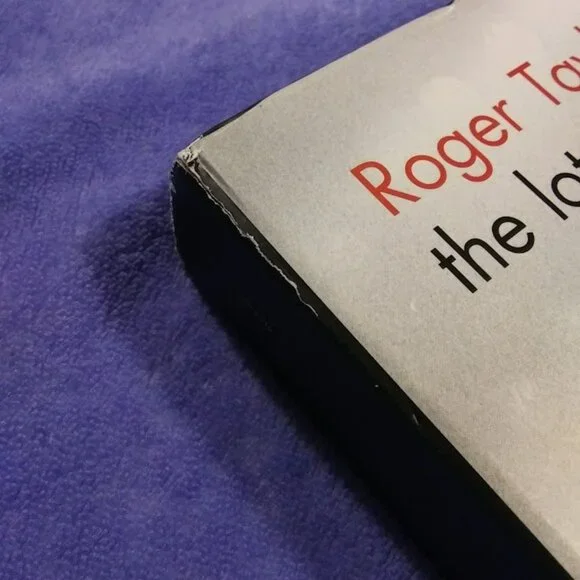 Roger Tay
the lot